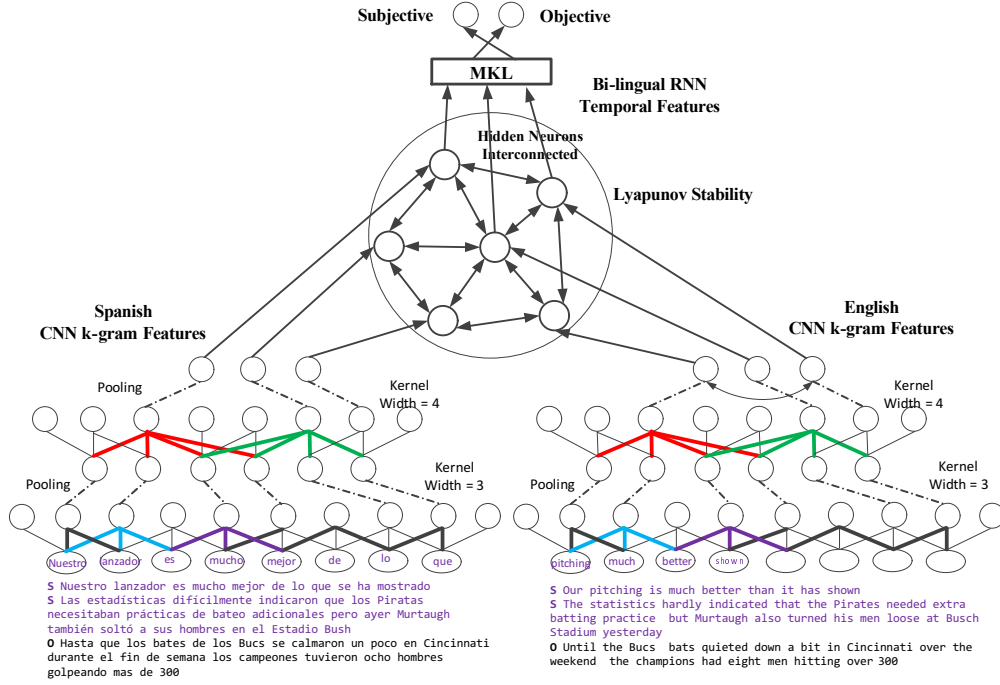 Subjective
Objective
MKL
Bi-lingual RNN
Temporal Features
Hidden Neurons
Interconnected
Lyapunov Stability
Spanish
CNN k-gram Features
English
CNN k-gram Features
Pooling
Kernel
Width = 4
Kernel
Width = 4
Pooling
Kernel
Width = 3
Pooling
Kernel
Width = 3
Nuestro lanzador es mucho mejor de lo que
pitching much better shown
S Nuestro lanzador es mucho mejor de lo que se ha mostrado
S Las estadísticas difícilmente indicaron que los Piratas
necesitaban prácticas de bateo adicionales pero ayer Murtaugh
también soltó a sus hombres en el Estadio Bush
O Hasta que los bates de los Bucs se calmaron un poco en Cincinnati
durante el fin de semana los campeones tuvieron ocho hombres
golpeando mas de 300
S Our pitching is much better than it has shown
S The statistics hardly indicated that the Pirates needed extra
batting practice but Murtaugh also turned his men loose at Busch
Stadium yesterday
O Until the Bucs bats quieted down a bit in Cincinnati over the
weekend the champions had eight men hitting over 300